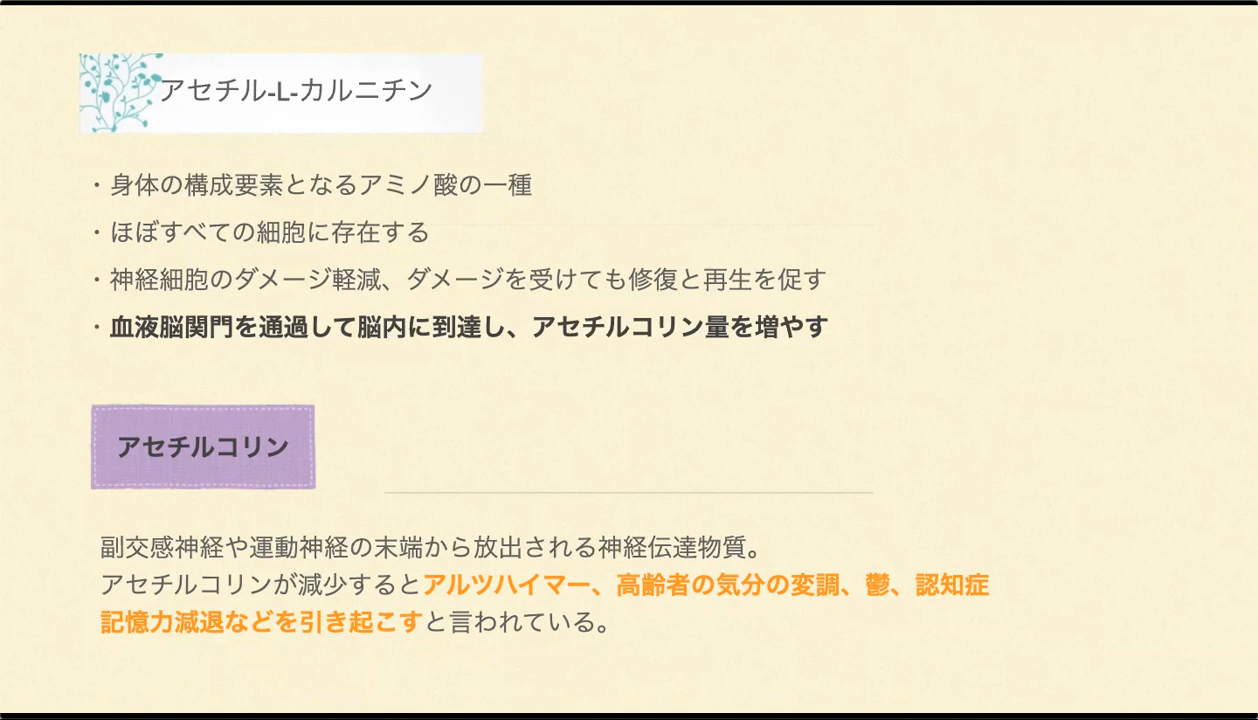 アセチル-L-カルニチン
・身体の構成要素となるアミノ酸の一種
・ほぼすべての細胞に存在する
・神経細胞のダメージ軽減、ダメージを受けても修復と再生を促す
・血液脳関門を通過して脳内に到達し、アセチルコリン量を増やす
アセチルコリン
副交感神経や運動神経の末端から放出される神経伝達物質。
アセチルコリンが減少するとアルツハイマー、高齢者の気分の変調、鬱、認知症
記憶力減退などを引き起こすと言われている。